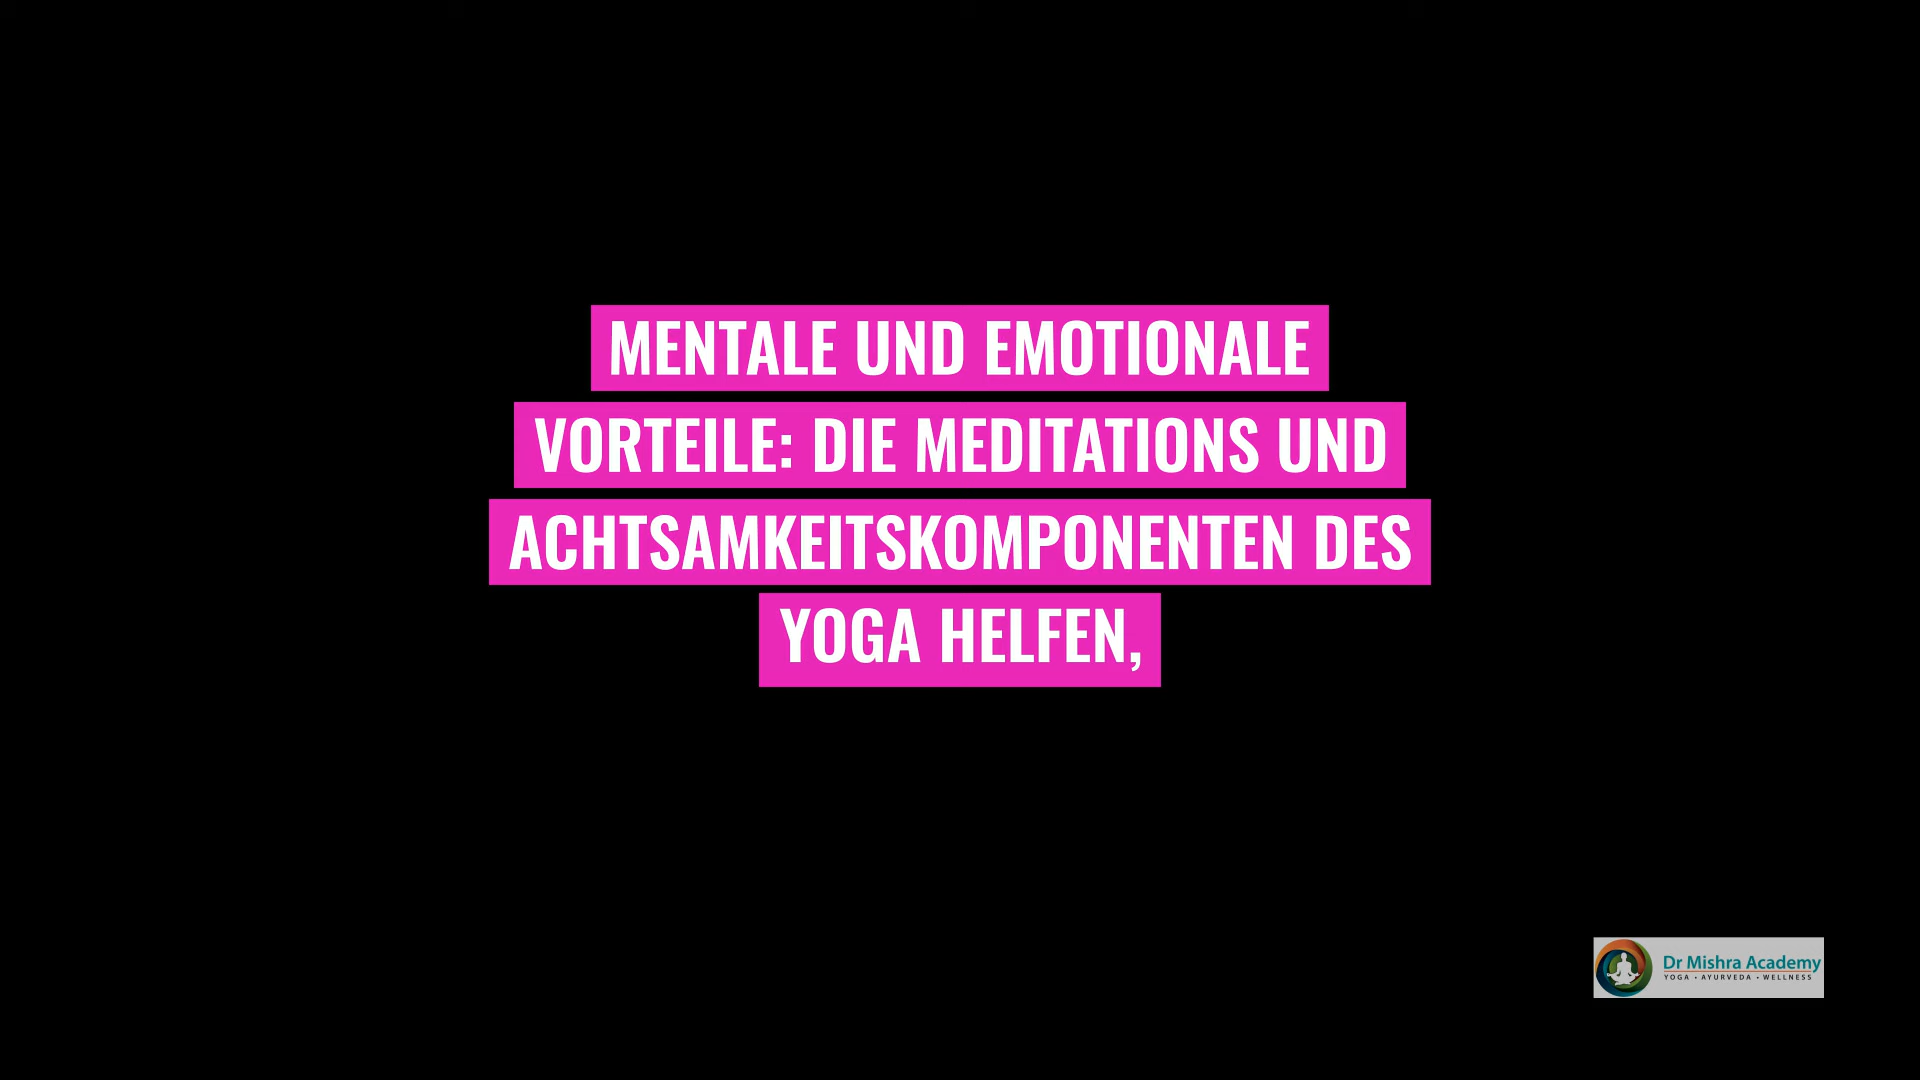 MENTALE UND EMOTIONALE
VORTEILE: DIE MEDITATIONS UND
ACHTSAMKEITSKOMPONENTEN DES
YOGA HELFEN,
Dr Mishra Academy
YOGA • AYURVEDA • WELLNESS